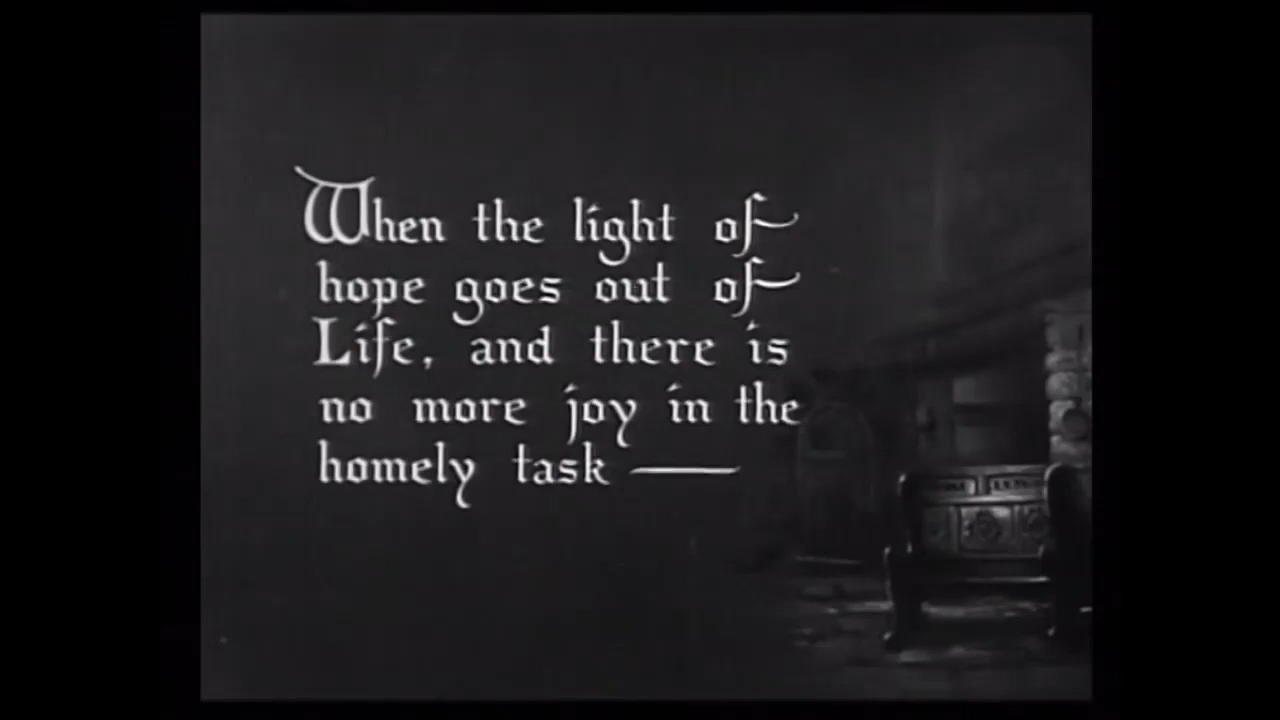 When the light of
hope goes out of
Life, and there is
no more joy in the
homely task —